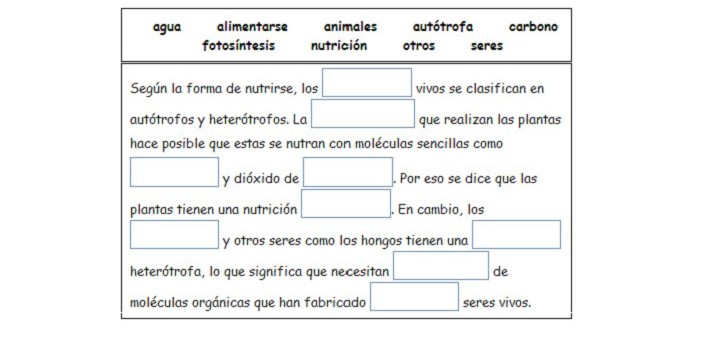 agua alimentarse animales autótrofa carbono
fotosíntesis nutrición otros seres
Según la forma de nutrirse, los vivos se clasifican en
autótrofos y heterótrofos. La que realizan las plantas
hace posible que estas se nutran con moléculas sencillas como
y dióxido de . Por eso se dice que las
plantas tienen una nutrición . En cambio, los
y otros seres como los hongos tienen una
heterótrofa, lo que significa que necesitan de
moléculas orgánicas que han fabricado seres vivos.